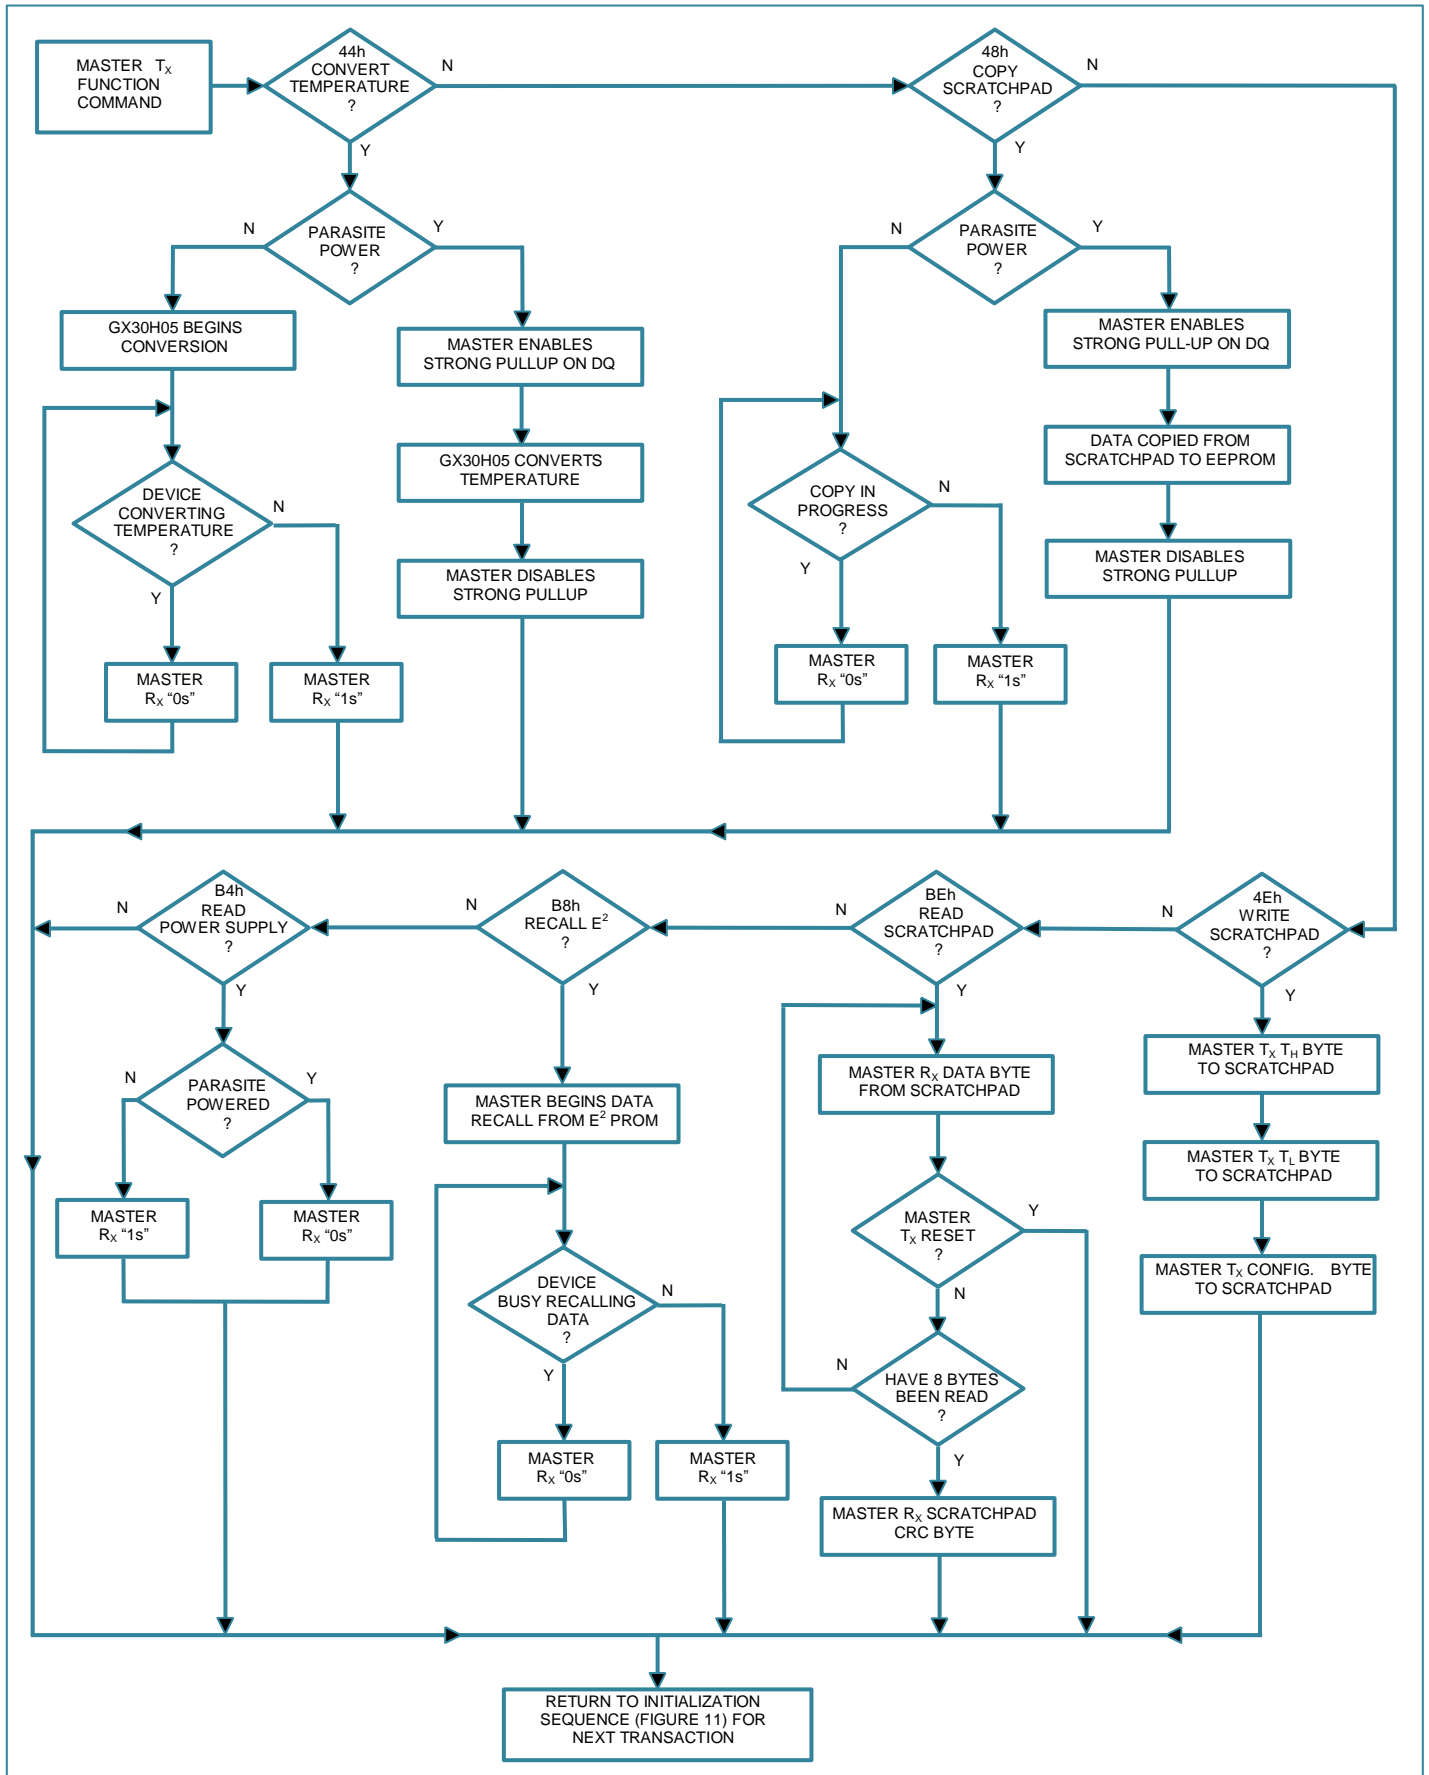 MASTER TX
FUNCTION
COMMAND
44h
CONVERT
TEMPERATURE
?
N
Y
48h
COPY
SCRATCHPAD
?
N
Y
PARASITE
POWER
?
N
Y
PARASITE
POWER
?
N
Y
GX30H05 BEGINS
CONVERSION
MASTER ENABLES
STRONG PULLUP ON DQ
MASTER ENABLES
STRONG PULL-UP ON DQ
GX30H05 CONVERTS
TEMPERATURE
DATA COPIED FROM
SCRATCHPAD TO EEPROM
DEVICE
CONVERTING
TEMPERATURE
?
N
Y
COPY IN
PROGRESS
?
N
Y
MASTER DISABLES
STRONG PULLUP
MASTER DISABLES
STRONG PULLUP
MASTER
RX “0s”
MASTER
RX “1s”
MASTER
RX “0s”
MASTER
RX “1s”
B4h
READ
POWER SUPPLY
?
N
Y
B8h
RECALL E2
?
N
Y
BEh
READ
SCRATCHPAD
?
N
Y
4Eh
WRITE
SCRATCHPAD
?
N
Y
PARASITE
POWERED
?
N
Y
MASTER BEGINS DATA
RECALL FROM E2 PROM
MASTER RX DATA BYTE
FROM SCRATCHPAD
MASTER TX TH BYTE
TO SCRATCHPAD
MASTER TX TL BYTE
TO SCRATCHPAD
MASTER
RX “1s”
MASTER
RX “0s”
MASTER
TX RESET
?
Y
N
MASTER TX CONFIG. BYTE
TO SCRATCHPAD
DEVICE
BUSY RECALLING
DATA
?
N
Y
HAVE 8 BYTES
BEEN READ
?
N
Y
MASTER
RX “0s”
MASTER
RX “1s”
MASTER RX SCRATCHPAD
CRC BYTE
RETURN TO INITIALIZATION
SEQUENCE (FIGURE 11) FOR
NEXT TRANSACTION